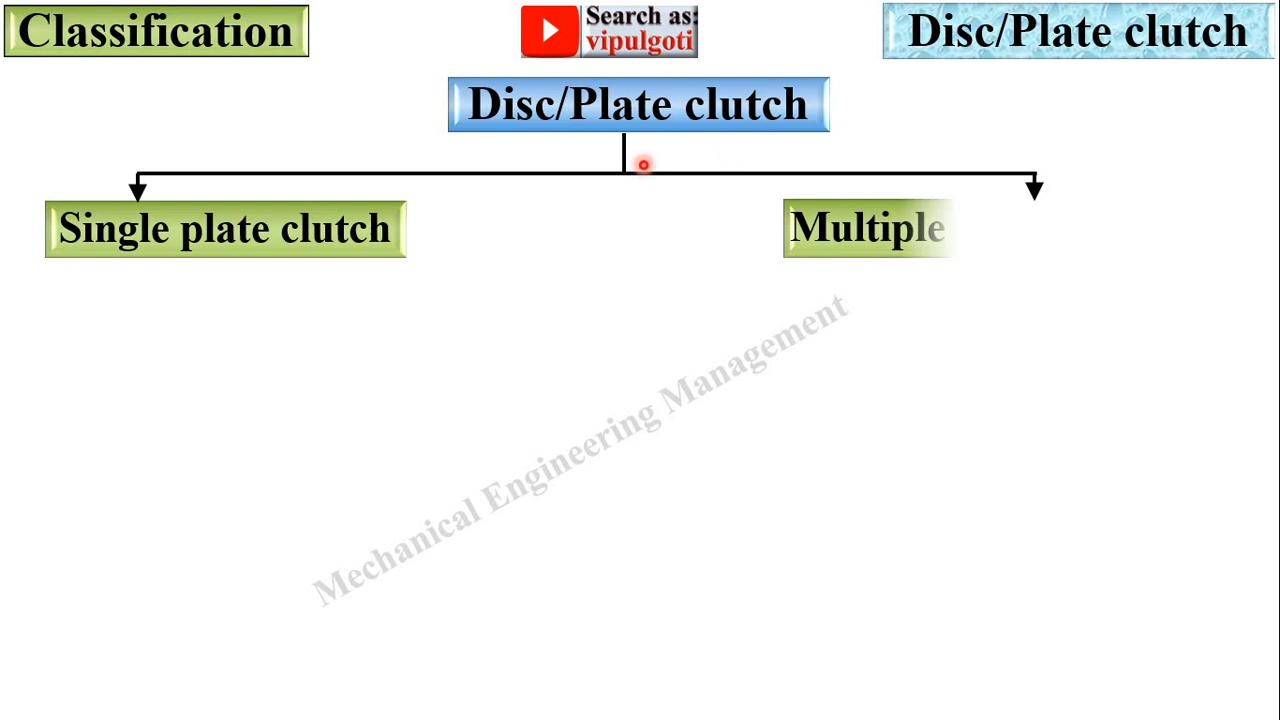 Classification
Search as:
vipulgoti
Disc/Plate clutch
Disc/Plate clutch
Single plate clutch
Multiple
Mechanical Engineering Management